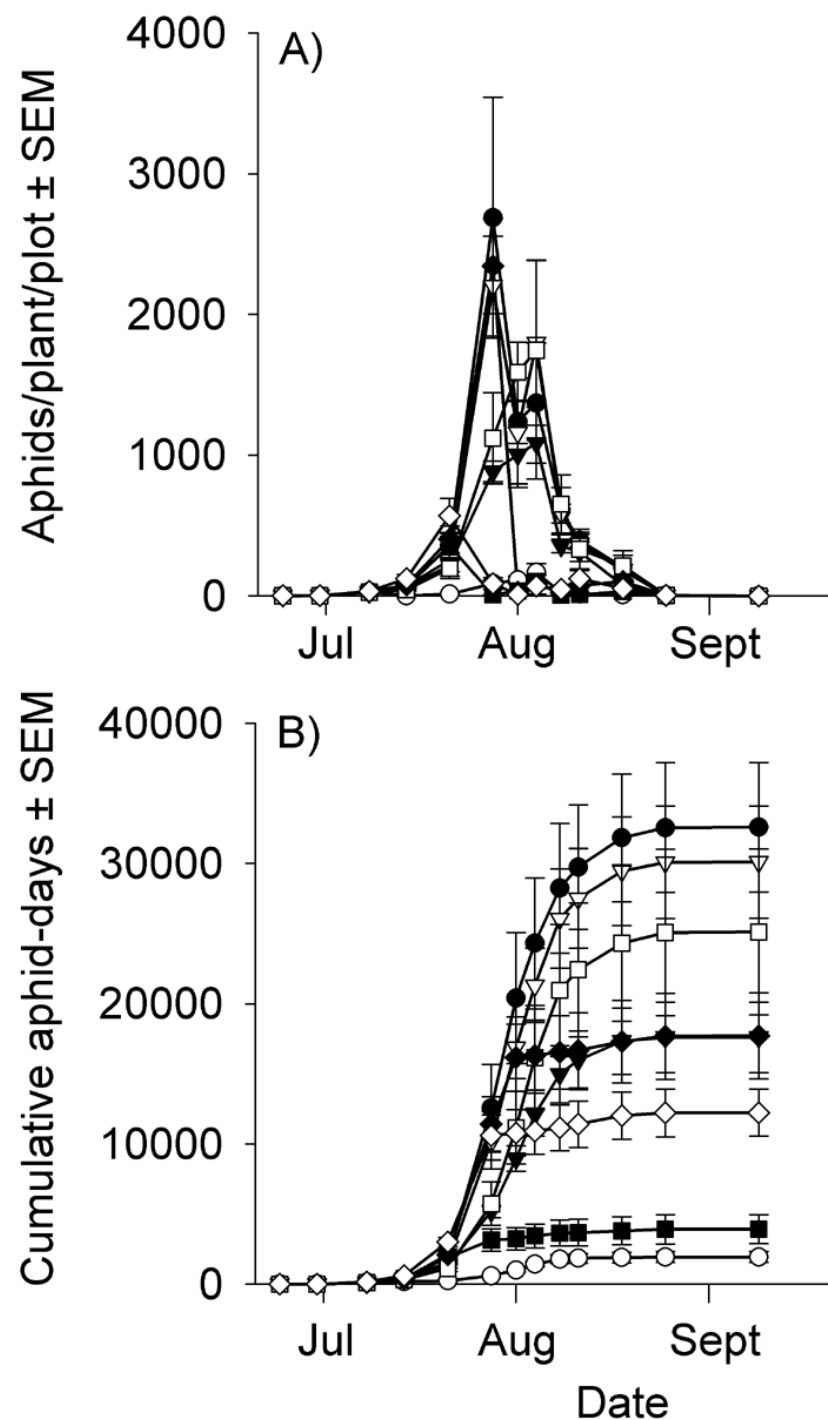 A)
Aphids/plant/plot ± SEM
4000
3000
2000
1000
0
Jul Aug Sept
B)
Cumulative aphid-days ± SEM
40000
30000
20000
10000
0
Jul Aug Sept
Date